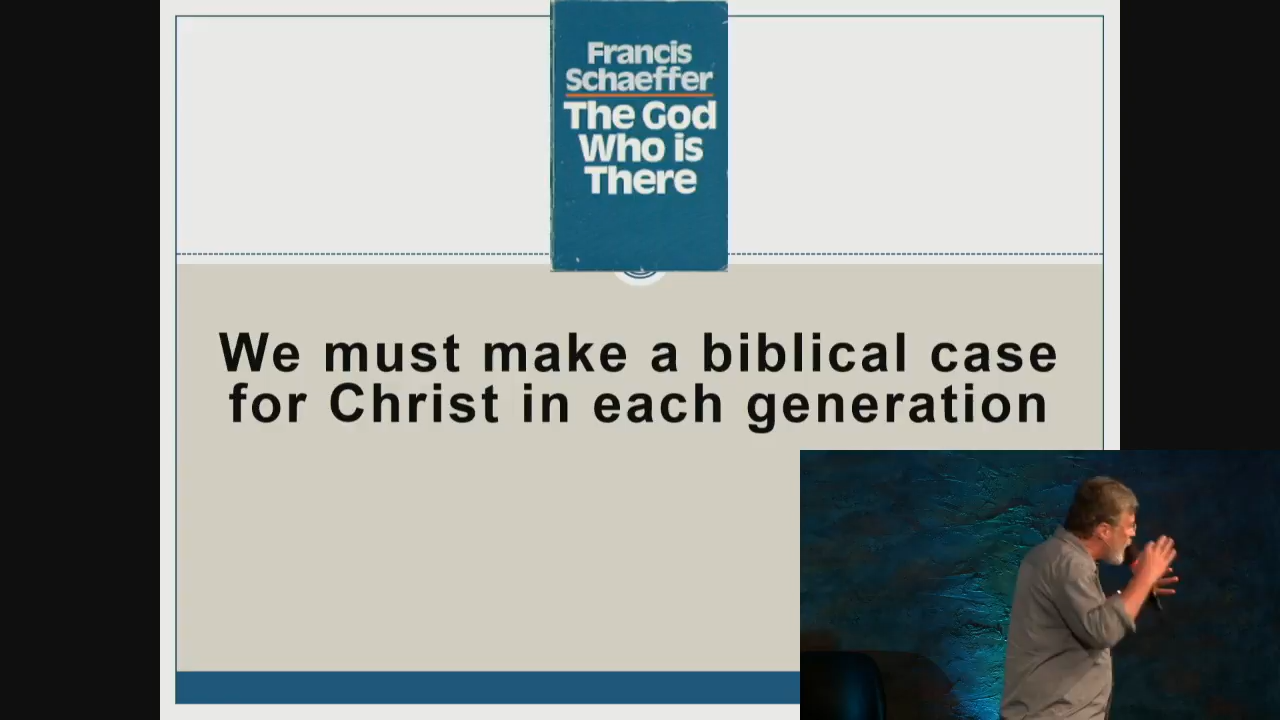 Francis
Schaeffer
The God
Who is
There
We must make a biblical case
for Christ in each generation